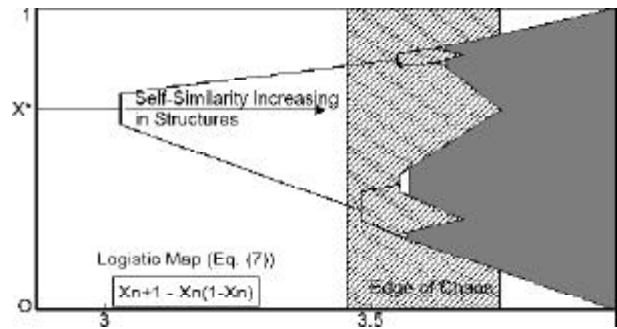 1
Self-Similarity Increasing
X*
in Structures
Logistic Map (Eq. (7))
Xn+1 - Xn(1-Xn)
Edge of Chaos
O
3
3.5